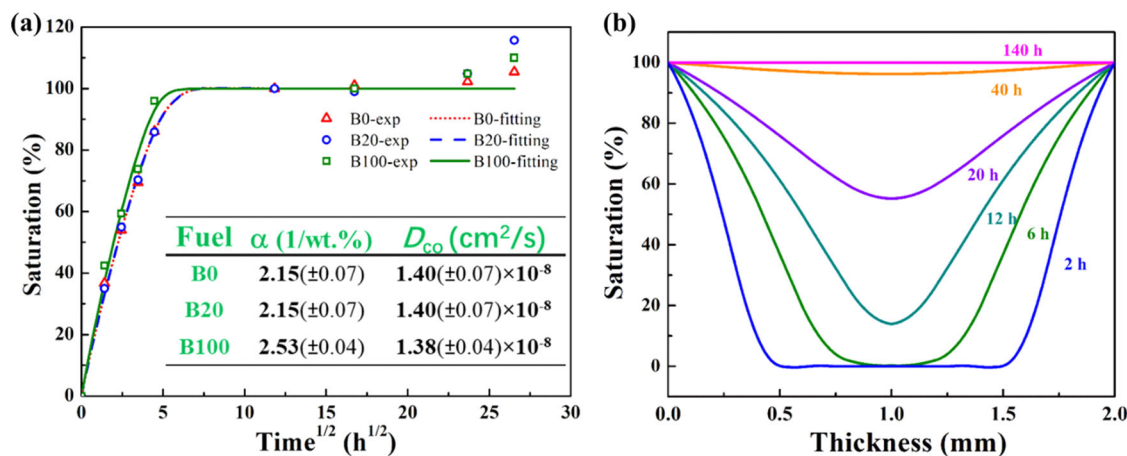 (a)
120
100
80
60
40
20
0
Saturation (%)
B0-exp B0-fitting
B20-exp B20-fitting
B100-exp B100-fitting
Fuel α (1/wt.%) D_CO (cm²/s)
B0 2.15(±0.07) 1.40(±0.07)×10⁻⁸
B20 2.15(±0.07) 1.40(±0.07)×10⁻⁸
B100 2.53(±0.04) 1.38(±0.04)×10⁻⁸
0 5 10 15 20 25 30
Time^1/2 (h^1/2)
(b)
100
80
60
40
20
0
Saturation (%)
140 h
40 h
20 h
12 h
6 h
2 h
0.0 0.5 1.0 1.5 2.0
Thickness (mm)